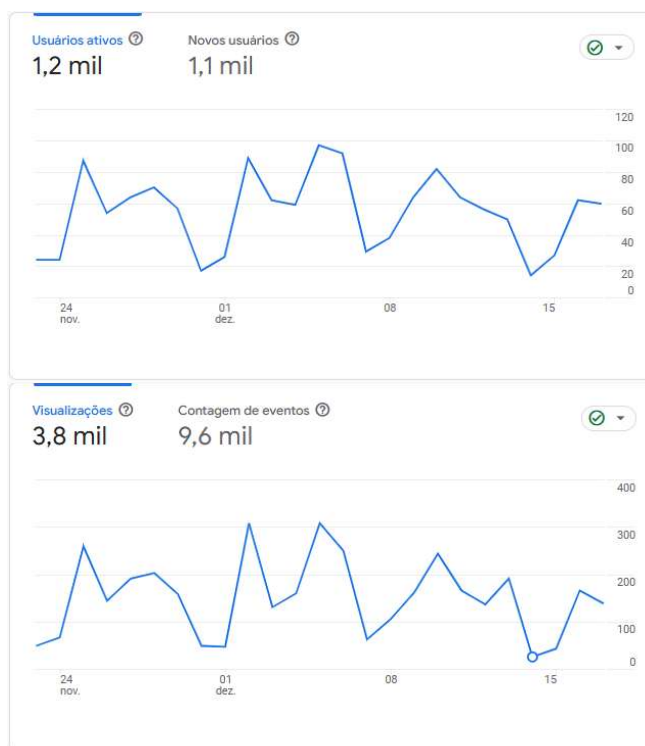 Usuários ativos Novos usuários
1,2 mil 1,1 mil
120
100
80
60
40
20
0
24 01 08 15
nov. dez.
Visualizações Contagem de eventos
3,8 mil 9,6 mil
400
300
200
100
0
24 01 08 15
nov. dez.